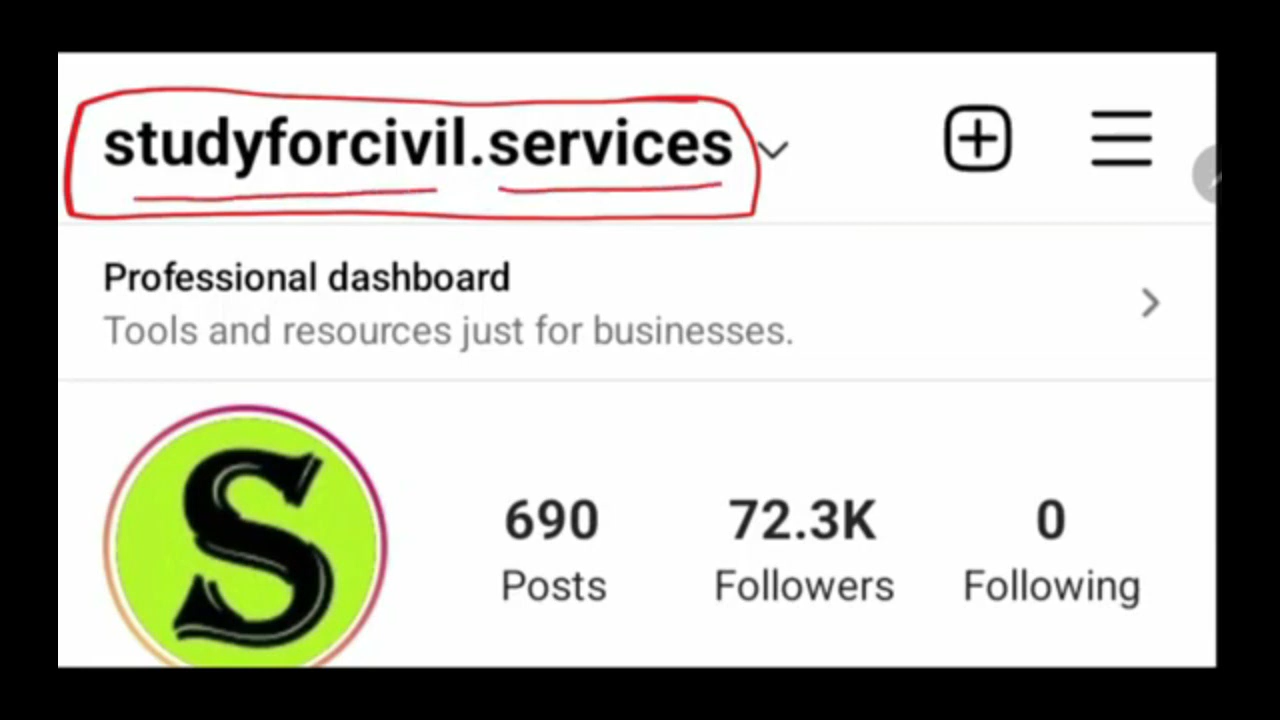 studyforcivil.services
Professional dashboard
Tools and resources just for businesses.
S
690 72.3K 0
Posts Followers Following